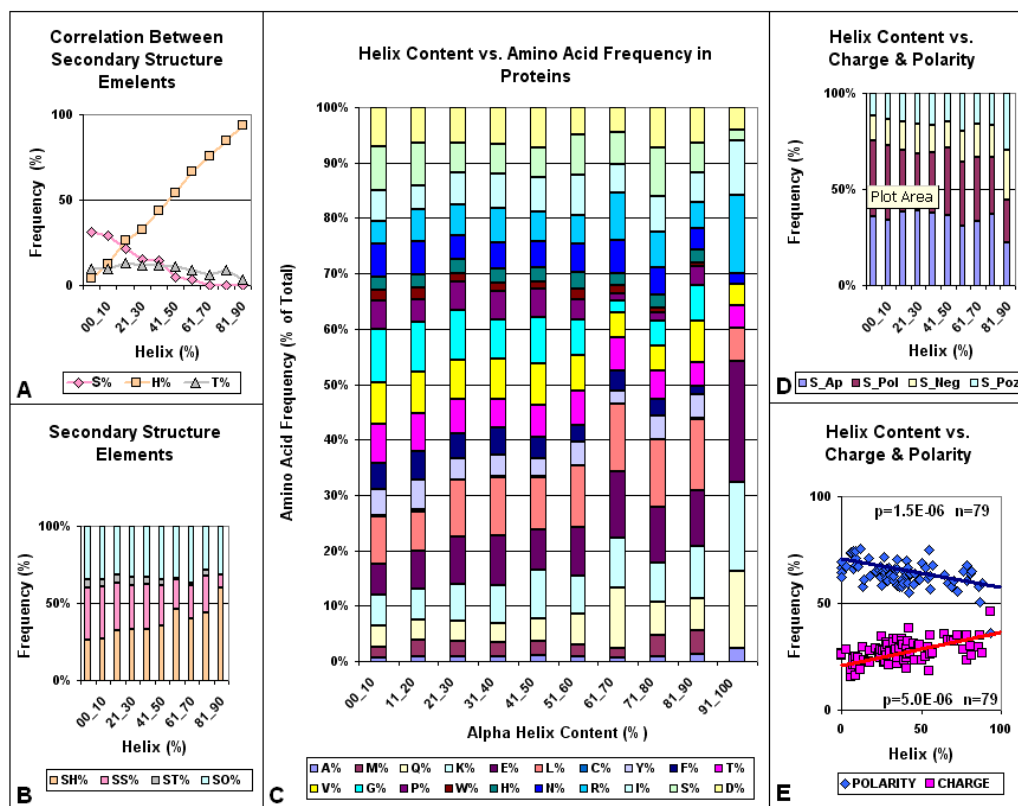 Correlation Between
Secondary Structure
Emelents
100
50
0
Frequency (%)
00_10
21_30
41_50
61_70
81_90
Helix (%)
A
S% H% T%
Secondary Structure
Elements
100%
50%
0%
Frequency (%)
00_10
21_30
41_50
61_70
81_90
Helix (%)
B
SH% SS% ST% SO%
Helix Content vs. Amino Acid Frequency in
Proteins
100%
90%
80%
70%
60%
50%
40%
30%
20%
10%
0%
Amino Acid Frequency (% of Total)
00_10
11_20
21_30
31_40
41_50
51_60
61_70
71_80
81_90
91_100
Alpha Helix Content (%)
A% M% Q% K% E% L% C% Y% F% T%
V% G% P% W% H% N% R% I% S% D%
C
Helix Content vs.
Charge & Polarity
100%
50%
0%
Frequency (%)
Plot Area
00_10
21_30
41_50
61_70
81_90
Helix (%)
D
S_Ap S_Pol S_Neg S_Poz
Helix Content vs.
Charge & Polarity
100
50
0
Frequency (%)
p=1.5E-06 n=79
p=5.0E-06 n=79
0 50 100
Helix (%)
E
POLARITY CHARGE